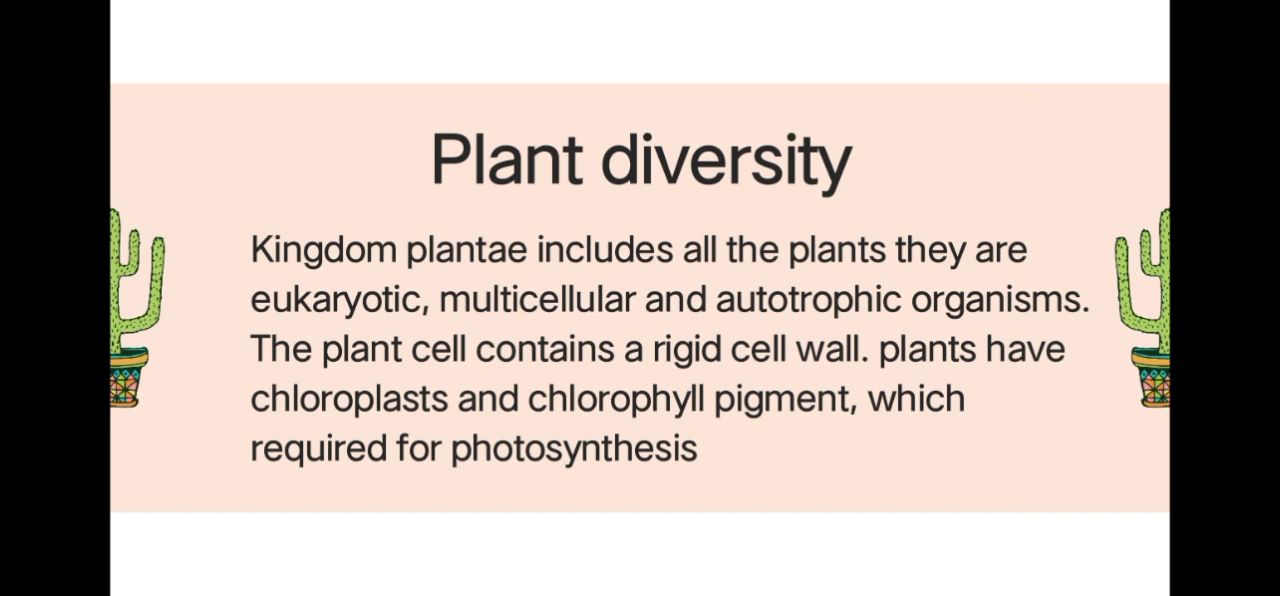 Plant diversity
Kingdom plantae includes all the plants they are
eukaryotic, multicellular and autotrophic organisms.
The plant cell contains a rigid cell wall. plants have
chloroplasts and chlorophyll pigment, which
required for photosynthesis